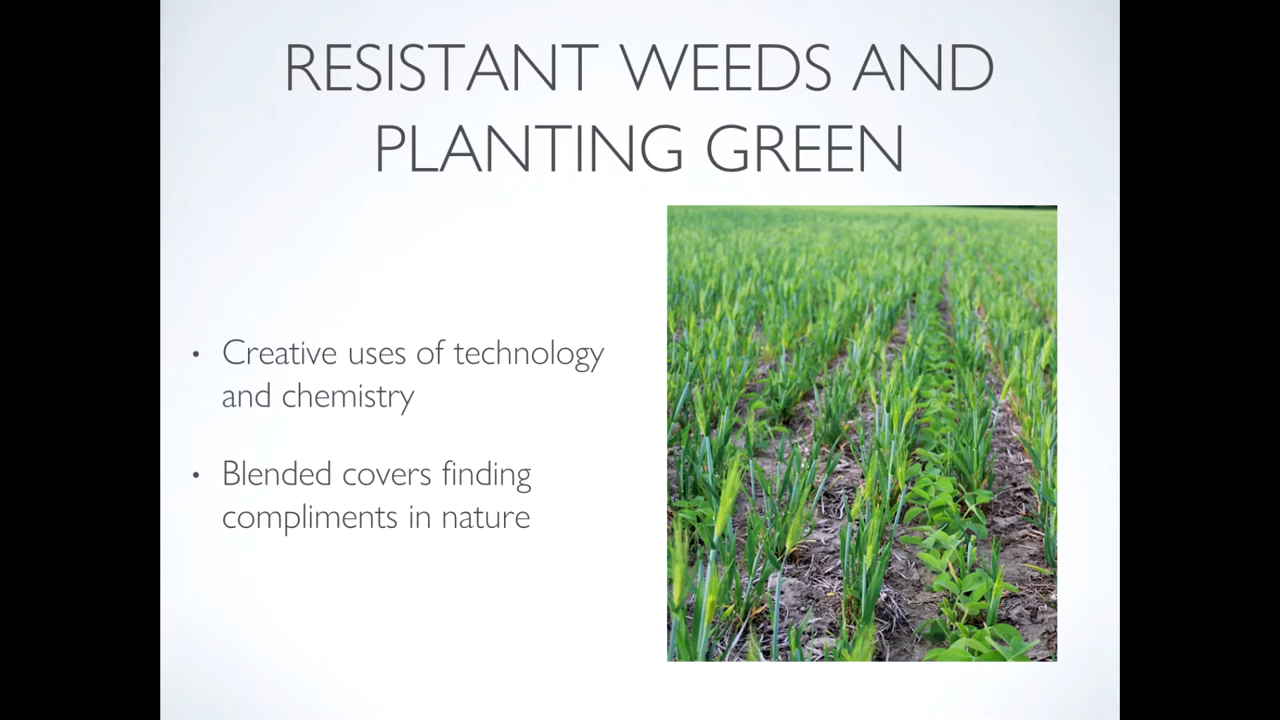 RESISTANT WEEDS AND
PLANTING GREEN
• Creative uses of technology
and chemistry
• Blended covers finding
compliments in nature